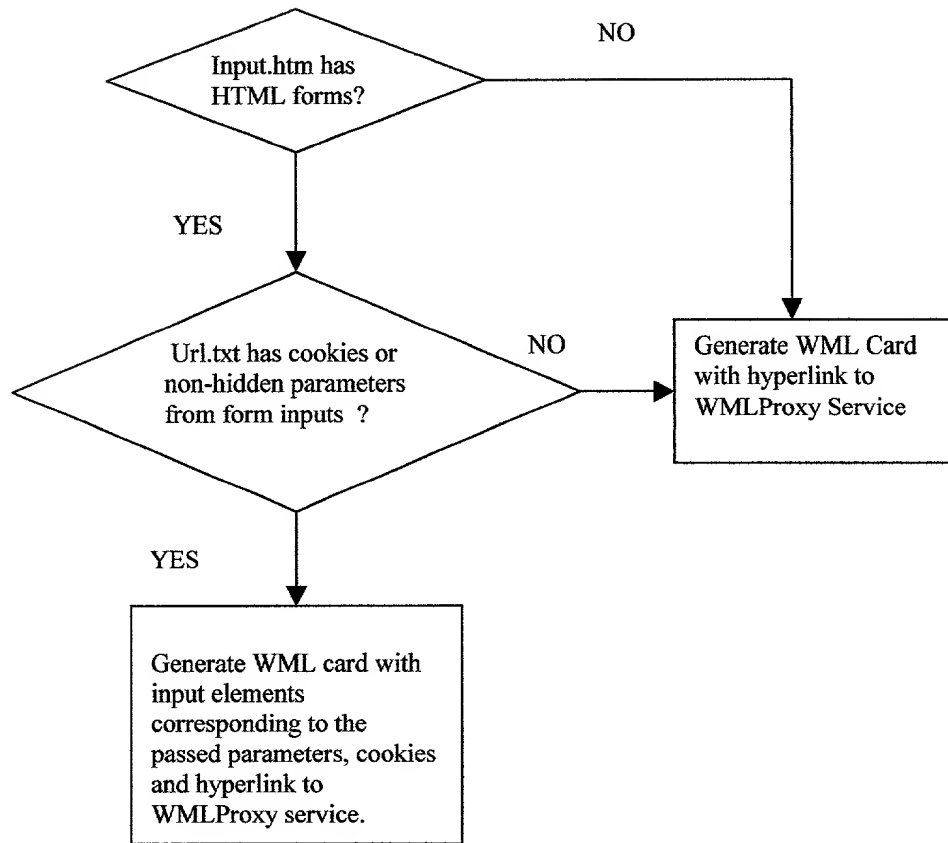 NO
Input.htm has
HTML forms?
YES
Url.txt has cookies or
non-hidden parameters
from form inputs ?
NO
Generate WML Card
with hyperlink to
WMLProxy Service
YES
Generate WML card with
input elements
corresponding to the
passed parameters, cookies
and hyperlink to
WMLProxy service.